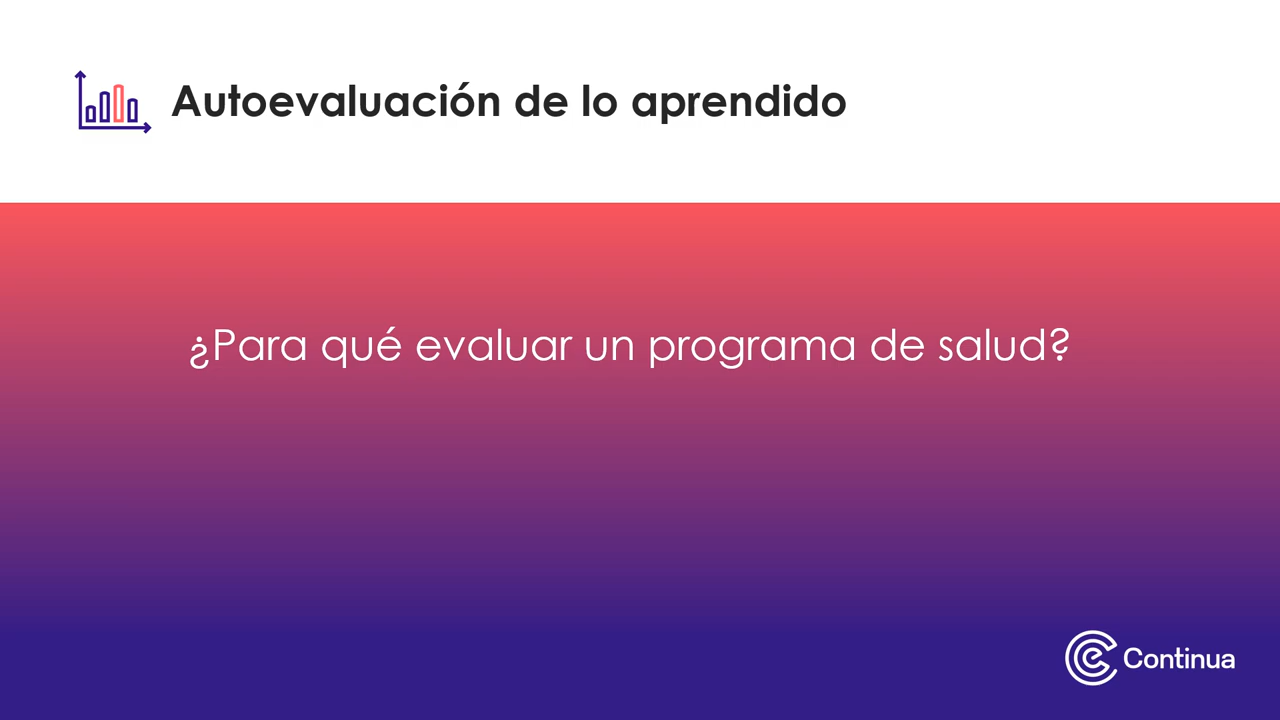 Autoevaluación de lo aprendido
¿Para qué evaluar un programa de salud?
Continua